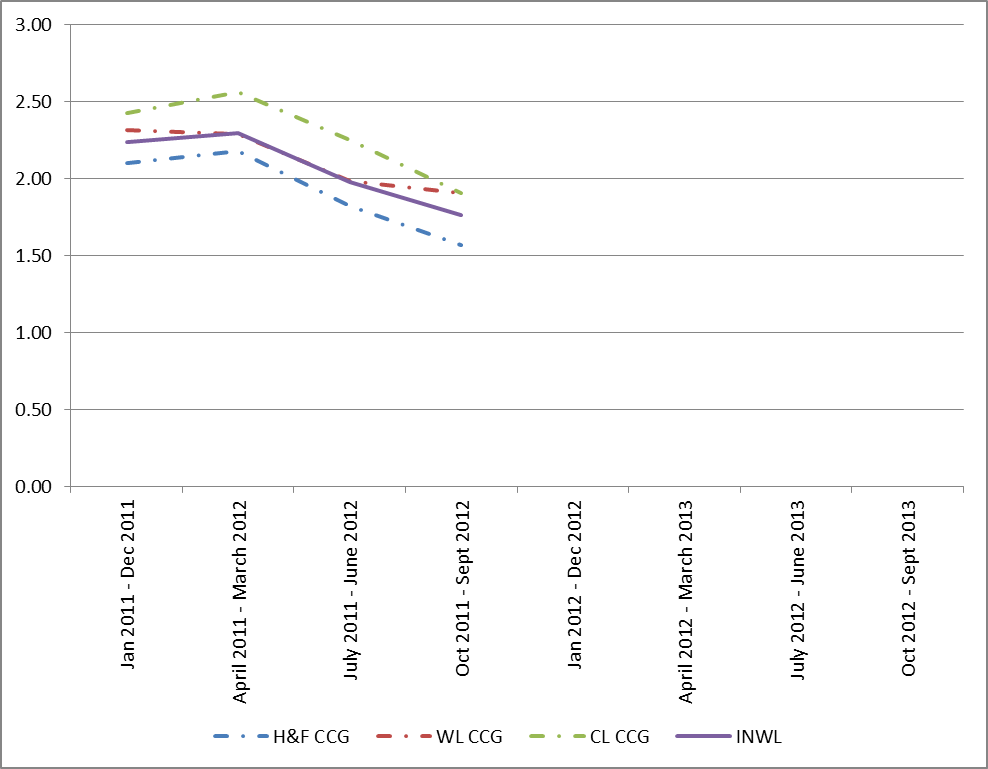 3.00
2.50
2.00
1.50
1.00
0.50
0.00
Jan 2011 - Dec 2011
April 2011 - March 2012
July 2011 - June 2012
Oct 2011 - Sept 2012
Jan 2012 - Dec 2012
April 2012 - March 2013
July 2012 - June 2013
Oct 2012 - Sept 2013
H&F CCG WL CCG CL CCG INWL